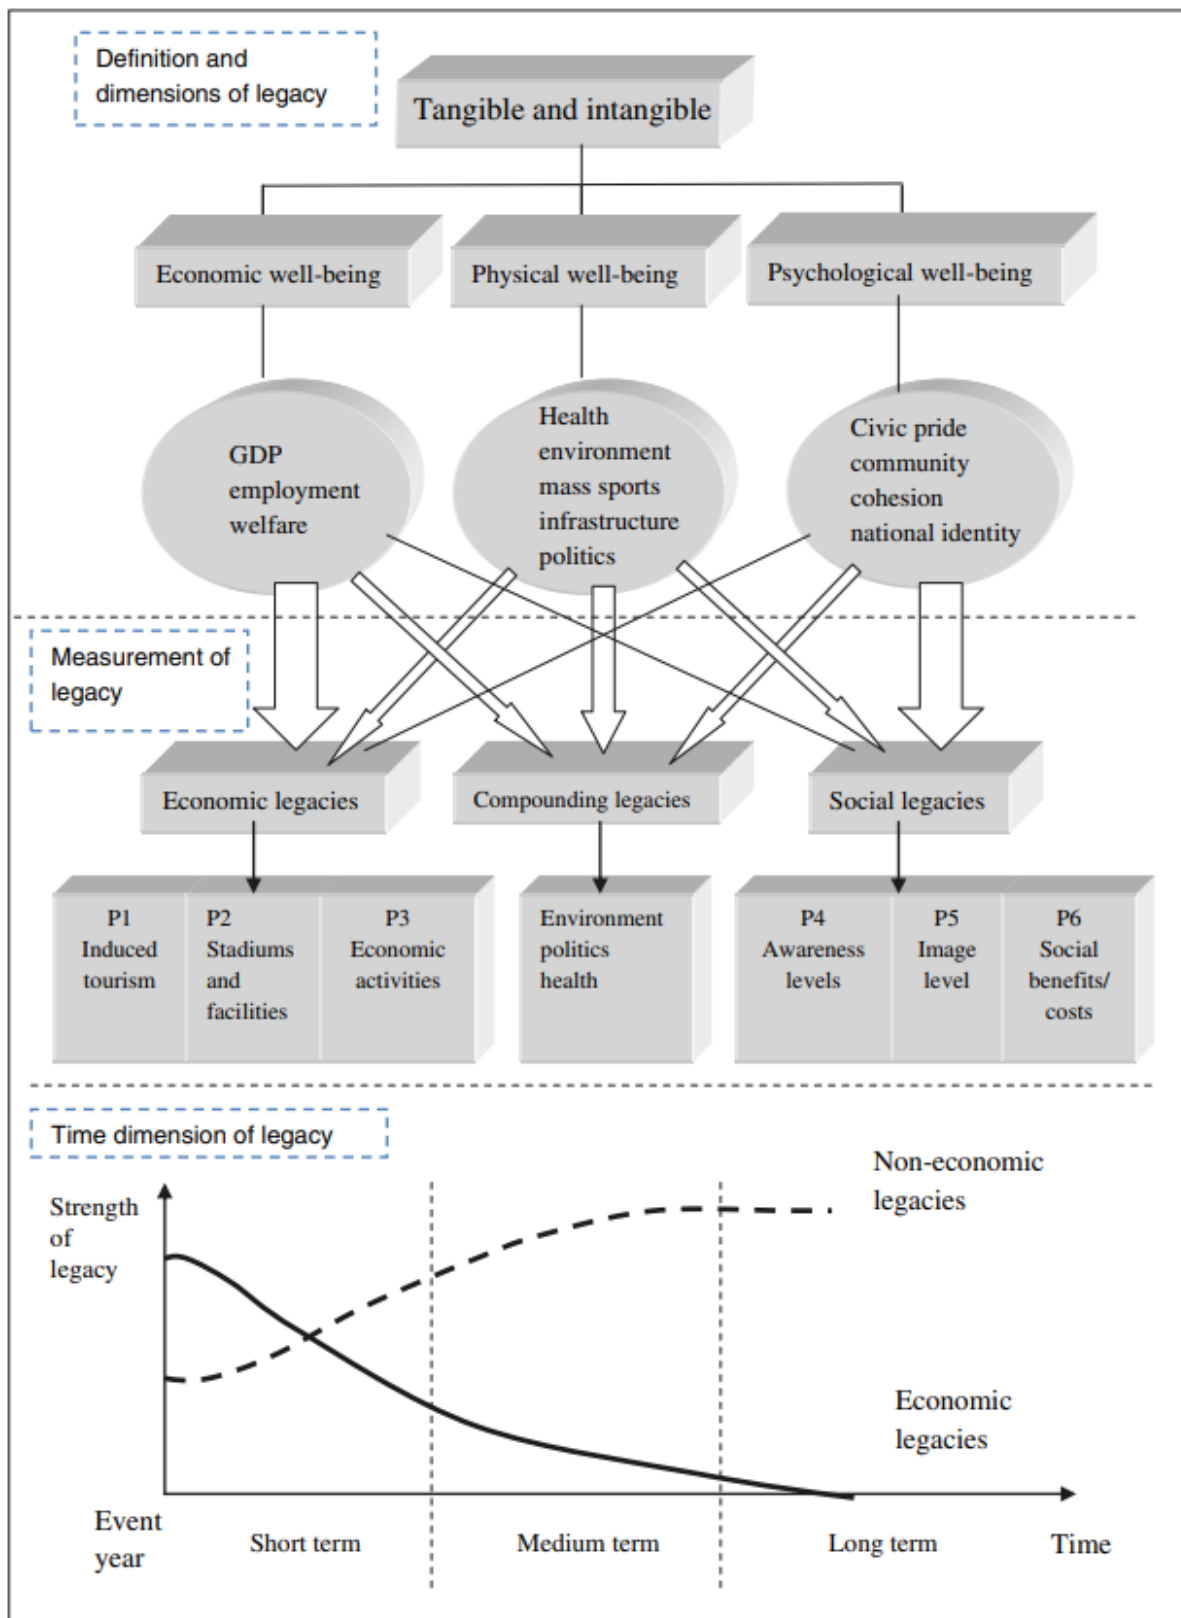 Definition and
dimensions of legacy
Tangible and intangible
Economic well-being
Physical well-being
Psychological well-being
GDP
employment
welfare
Health
environment
mass sports
infrastructure
politics
Civic pride
community
cohesion
national identity
Measurement of
legacy
Economic legacies
Compounding legacies
Social legacies
P1
Induced
tourism
P2
Stadiums
and
facilities
P3
Economic
activities
Environment
politics
health
P4
Awareness
levels
P5
Image
level
P6
Social
benefits/
costs
Time dimension of legacy
Strength
of
legacy
Non-economic
legacies
Economic
legacies
Event
year
Short term
Medium term
Long term
Time